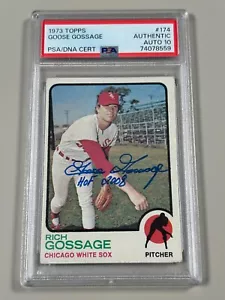 1973 TOPPS #174
GOOSE GOSSAGE AUTHENTIC
PSA AUTO 10
PSA/DNA CERT 74078559
Goose Gossage
HOF 2008
RICH
GOSSAGE
CHICAGO WHITE SOX
PITCHER